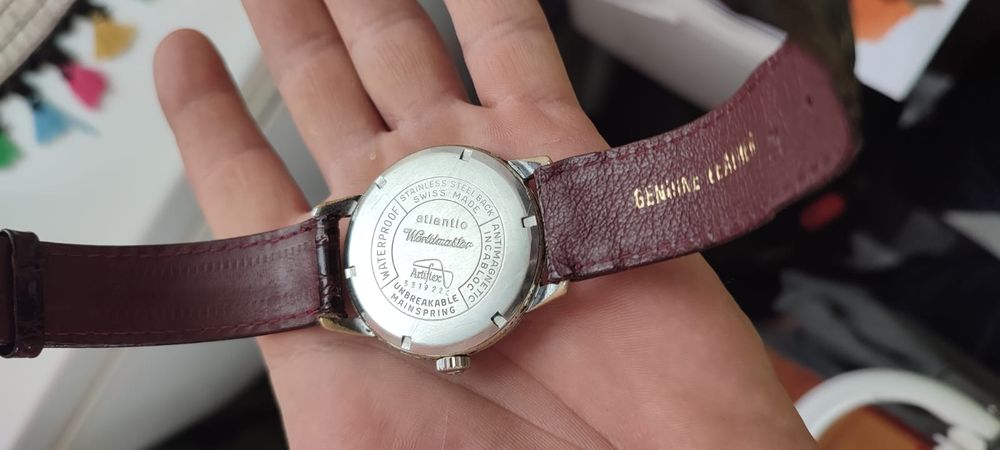 STAINLESS STEEL BACK
SWISS MADE
WATERPROOF
ANTIMAGNETIC
INCABLOC
atlantic
Worldmaster
Artiflex
UNBREAKABLE
MAINSPRING
GENUINE LEATHER